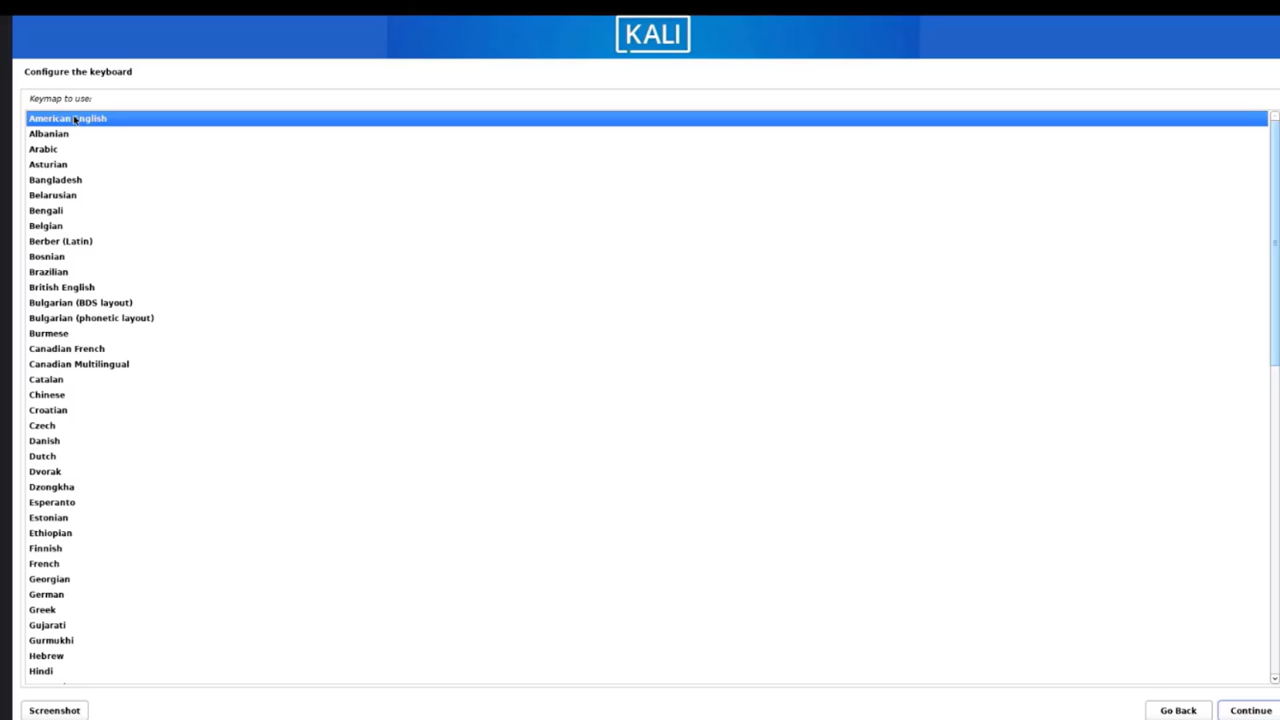 KALI
Configure the keyboard
Keymap to use:
American English
Albanian
Arabic
Asturian
Bangladesh
Belarusian
Bengali
Belgian
Berber (Latin)
Bosnian
Brazilian
British English
Bulgarian (BDS layout)
Bulgarian (phonetic layout)
Burmese
Canadian French
Canadian Multilingual
Catalan
Chinese
Croatian
Czech
Danish
Dutch
Dvorak
Dzongkha
Esperanto
Estonian
Ethiopian
Finnish
French
Georgian
German
Greek
Gujarati
Gurmukhi
Hebrew
Hindi
Screenshot
Go Back
Continue